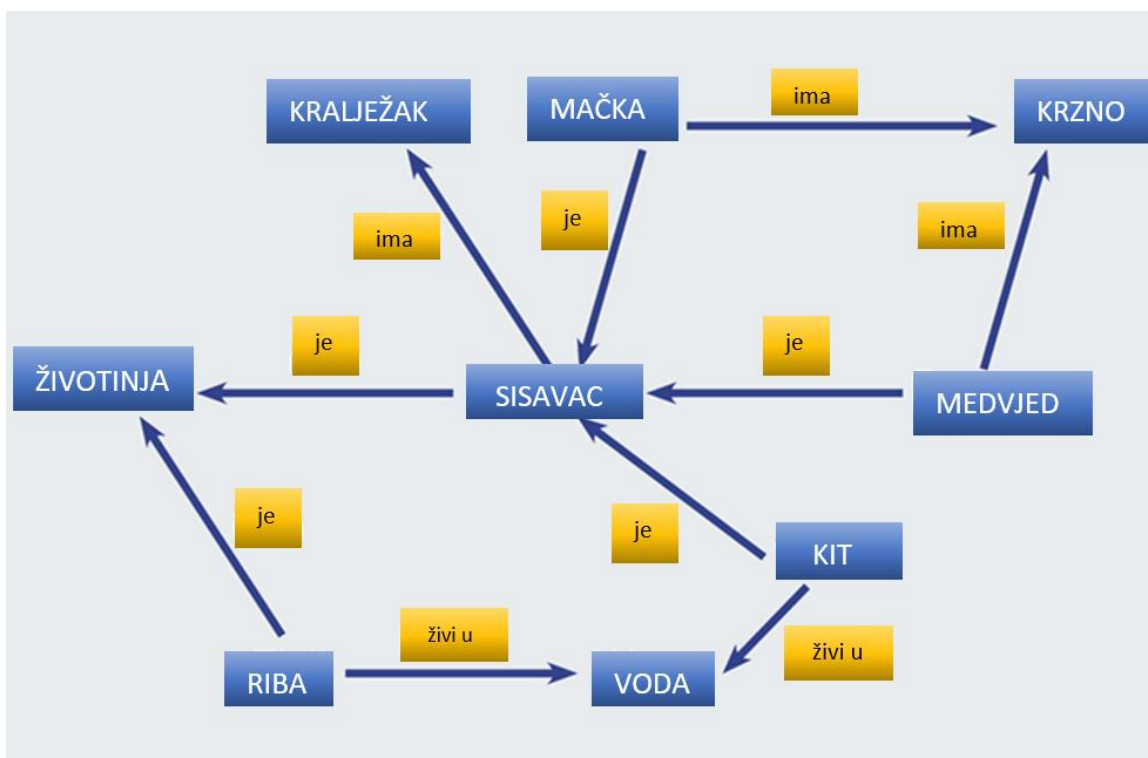 KRALJEŽAK
MAČKA
ima
KRZNO
je
ima
ima
je
je
ŽIVOTINJA
SISAVAC
MEDVJED
je
je
KIT
živi u
živi u
RIBA
VODA